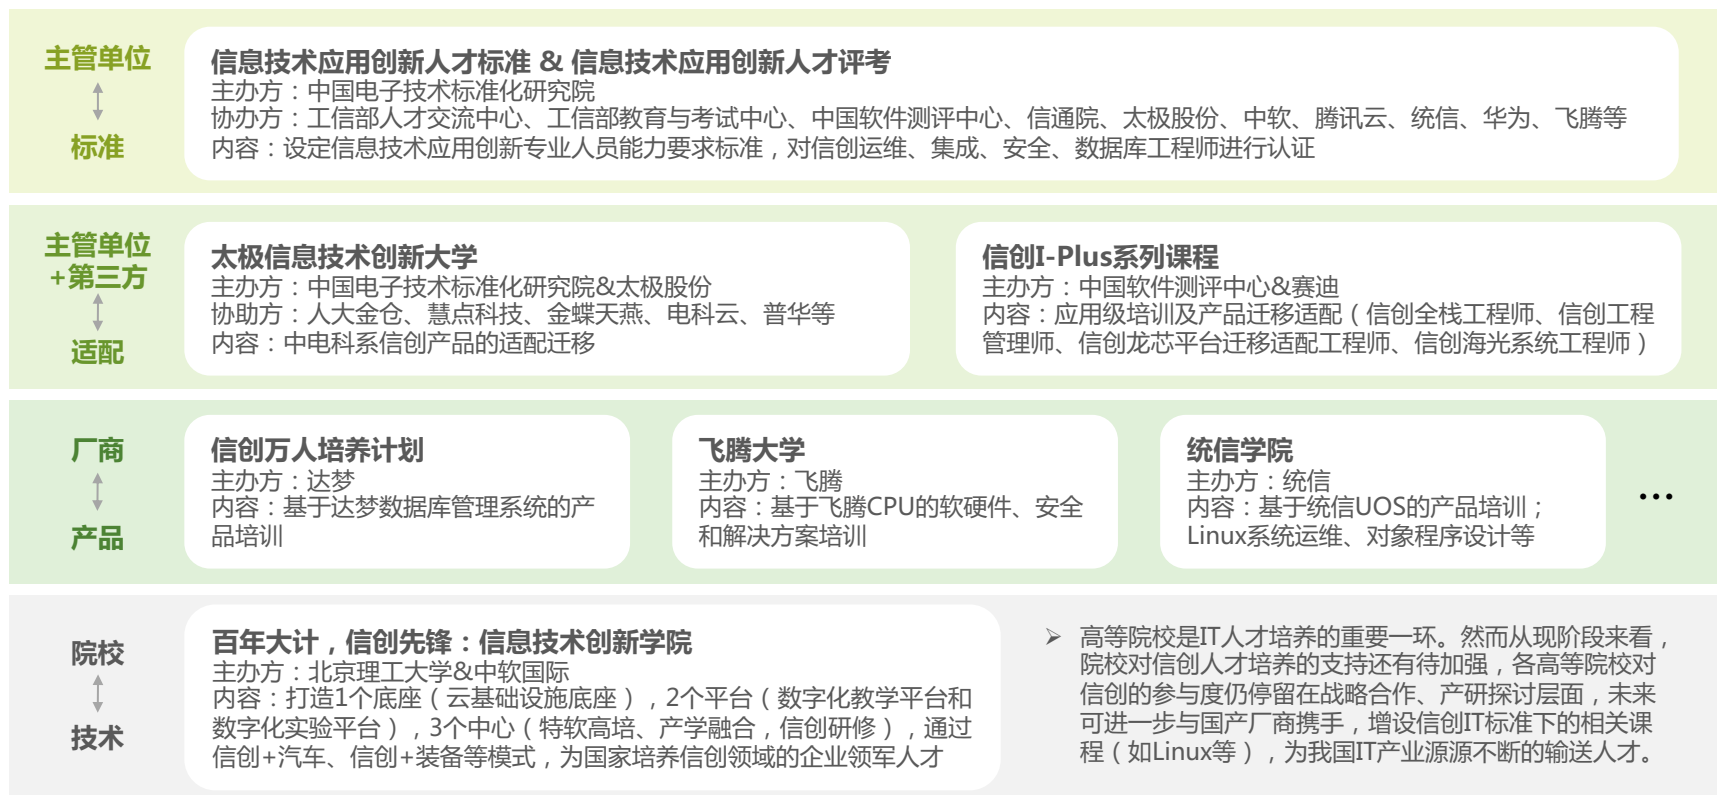 主管单位
标准
信息技术应用创新人才标准 & 信息技术应用创新人才评考
主办方：中国电子技术标准化研究院
协办方：工信部人才交流中心、工信部教育与考试中心、中国软件测评中心、信通院、太极股份、中软、腾讯云、统信、华为、飞腾等
内容：设定信息技术应用创新专业人员能力要求标准，对信创运维、集成、安全、数据库工程师进行认证
主管单位
+第三方
适配
太极信息技术创新大学
主办方：中国电子技术标准化研究院&太极股份
协助方：人大金仓、慧点科技、金蝶天燕、电科云、普华等
内容：中电科系信创产品的适配迁移
信创I-Plus系列课程
主办方：中国软件测评中心&赛迪
内容：应用级培训及产品迁移适配（信创全栈工程师、信创工程
管理师、信创龙芯平台迁移适配工程师、信创海光系统工程师）
厂商
产品
信创万人培养计划
主办方：达梦
内容：基于达梦数据库管理系统的产
品培训
飞腾大学
主办方：飞腾
内容：基于飞腾CPU的软硬件、安全
和解决方案培训
统信学院
主办方：统信
内容：基于统信UOS的产品培训；
Linux系统运维、对象程序设计等
...
院校
技术
百年大计，信创先锋：信息技术创新学院
主办方：北京理工大学&中软国际
内容：打造1个底座（云基础设施底座），2个平台（数字化教学平台和
数字化实验平台），3个中心（特软高培、产学融合，信创研修），通过
信创+汽车、信创+装备等模式，为国家培养信创领域的企业领军人才
➢ 高等院校是IT人才培养的重要一环。然而从现阶段来看，
院校对信创人才培养的支持还有待加强，各高等院校对
信创的参与度仍停留在战略合作、产研探讨层面，未来
可进一步与国产厂商携手，增设信创IT标准下的相关课
程（如Linux等），为我国IT产业源源不断的输送人才。